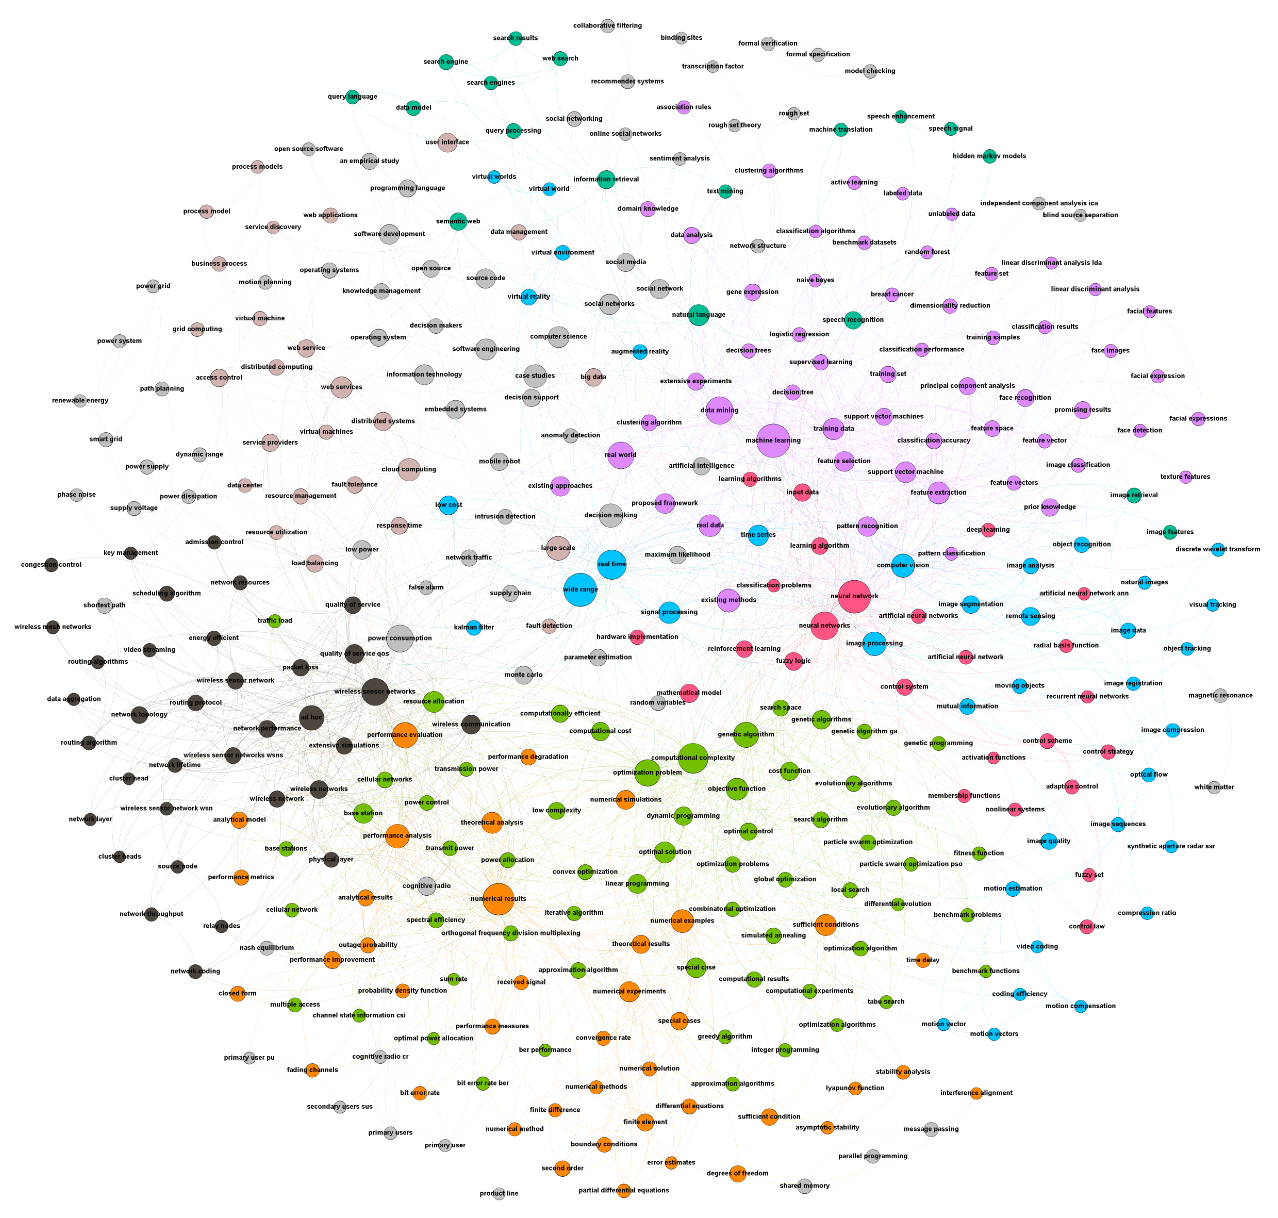 collaborative filtering
search results
binding sites
formal verification
formal specification
search engine
web search
transcription factor
model checking
search engines
recommender systems
query language
data model
association rules
social networking
rough set
speech enhancement
query processing
online social networks
rough set theory
machine translation
speech signal
user interface
open source software
an empirical study
sentiment analysis
hidden markov models
process models
clustering algorithms
virtual worlds
virtual world
information retrieval
programming language
text mining
active learning
labeled data
independent component analysis ica
process model
web applications
domain knowledge
unlabeled data
blind source separation
service discovery
semantic web
software development
data management
data analysis
classification algorithms
benchmark datasets
network structure
random forest
virtual environment
business process
operating systems
open source
social media
linear discriminant analysis lda
feature set
power grid
motion planning
source code
knowledge management
social network
gene expression
naive bayes
linear discriminant analysis
virtual reality
breast cancer
social networks
dimensionality reduction
facial features
natural language
speech recognition
virtual machine
grid computing
decision makers
computer science
logistic regression
classification results
training samples
power system
operating system
web service
software engineering
augmented reality
decision trees
classification performance
face images
supervised learning
distributed computing
information technology
case studies
big data
access control
training set
facial expression
extensive experiments
web services
path planning
decision support
decision tree
principal component analysis
face recognition
renewable energy
embedded systems
data mining
support vector machines
promising results
facial expressions
distributed systems
clustering algorithm
training data
feature space
face detection
virtual machines
anomaly detection
smart grid
service providers
machine learning
classification accuracy
feature vector
dynamic range
mobile robot
real world
power supply
cloud computing
artificial intelligence
feature selection
support vector machine
image classification
learning algorithms
texture features
data center
fault tolerance
existing approaches
input data
feature extraction
feature vectors
phase noise
power dissipation
resource management
image retrieval
supply voltage
low cost
proposed framework
prior knowledge
intrusion detection
decision making
real data
pattern recognition
response time
resource utilization
deep learning
image features
admission control
time series
key management
low power
large scale
learning algorithm
object recognition
discrete wavelet transform
network traffic
maximum likelihood
pattern classification
congestion control
load balancing
real time
computer vision
image analysis
network resources
false alarm
classification problems
natural images
scheduling algorithm
wide range
supply chain
neural network
artificial neural network ann
shortest path
quality of service
existing methods
image segmentation
visual tracking
traffic load
signal processing
artificial neural networks
remote sensing
wireless mesh networks
kalman filter
fault detection
neural networks
image data
energy efficient
power consumption
hardware implementation
image processing
video streaming
quality of service qos
reinforcement learning
radial basis function
object tracking
routing algorithms
packet loss
parameter estimation
fuzzy logic
artificial neural network
wireless sensor network
monte carlo
control system
moving objects
image registration
data aggregation
wireless sensor networks
mathematical model
recurrent neural networks
magnetic resonance
routing protocol
resource allocation
random variables
search space
mutual information
network topology
ad hoc
computationally efficient
genetic algorithms
network performance
wireless communication
computational cost
genetic algorithm
genetic algorithm ga
image compression
routing algorithm
performance evaluation
genetic programming
control scheme
extensive simulations
wireless sensor networks wsns
performance degradation
computational complexity
activation functions
control strategy
network lifetime
transmission power
optimization problem
cost function
cluster head
cellular networks
optical flow
wireless networks
objective function
evolutionary algorithms
adaptive control
white matter
wireless network
power control
numerical simulations
membership functions
wireless sensor network wsn
base station
low complexity
dynamic programming
evolutionary algorithm
nonlinear systems
network layer
analytical model
theoretical analysis
search algorithm
image sequences
performance analysis
optimal control
particle swarm optimization
image quality
base stations
transmit power
optimal solution
fitness function
synthetic aperture radar sar
cluster heads
physical layer
power allocation
optimization problems
particle swarm optimization pso
source node
convex optimization
performance metrics
cognitive radio
linear programming
global optimization
local search
motion estimation
fuzzy set
numerical results
analytical results
differential evolution
network throughput
cellular network
iterative algorithm
combinatorial optimization
benchmark problems
compression ratio
spectral efficiency
numerical examples
sufficient conditions
relay nodes
orthogonal frequency division multiplexing
simulated annealing
control law
nash equilibrium
outage probability
theoretical results
optimization algorithm
video coding
performance improvement
time delay
network coding
approximation algorithm
special case
benchmark functions
sum rate
received signal
computational results
closed form
probability density function
numerical experiments
computational experiments
coding efficiency
multiple access
tabu search
motion compensation
channel state information csi
performance measures
special cases
optimization algorithms
motion vector
motion vectors
optimal power allocation
convergence rate
greedy algorithm
ber performance
integer programming
primary user pu
cognitive radio cr
fading channels
numerical solution
stability analysis
bit error rate
bit error rate ber
numerical methods
approximation algorithms
lyapunov function
interference alignment
secondary users sus
finite difference
differential equations
sufficient condition
primary users
numerical method
finite element
asymptotic stability
message passing
primary user
boundary conditions
parallel programming
second order
error estimates
degrees of freedom
product line
partial differential equations
shared memory